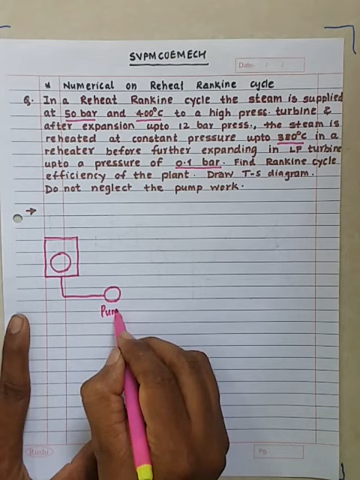 SVPMCOEMECH
Date: / /
* Numerical on Reheat Rankine Cycle
Q. In a Reheat Rankine cycle the steam is supplied
at 50 bar and 400°C to a high press. turbine &
after expansion upto 12 bar press., the steam is
reheated at constant pressure upto 380°C in a
reheater before further expanding in LP turbine
upto a pressure of 0.1 bar. Find Rankine cycle
efficiency of the plant. Draw T-S diagram.
Do not neglect the pump work.
→
Pum
Pg.